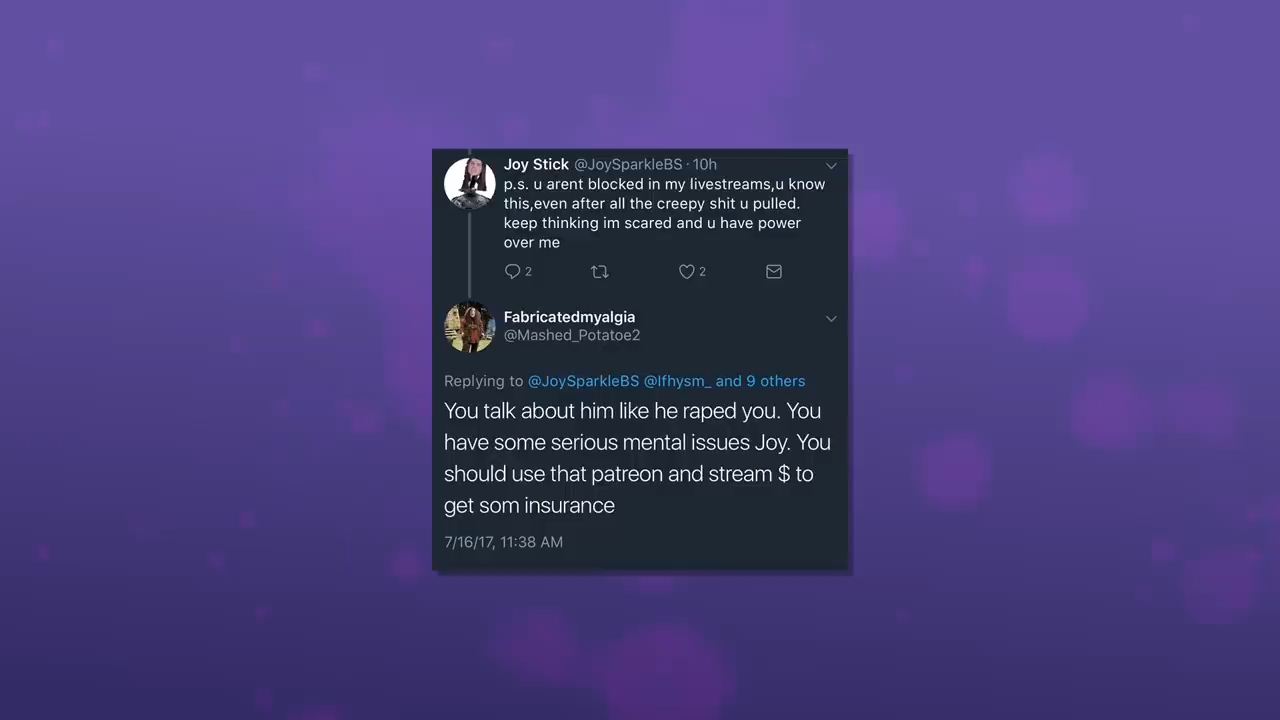 Joy Stick @JoySparkleBS · 10h
p.s. u arent blocked in my livestreams,u know
this,even after all the creepy shit u pulled.
keep thinking im scared and u have power
over me
2 2
Fabricatedmyalgia
@Mashed_Potatoe2
Replying to @JoySparkleBS @lfhysm_ and 9 others
You talk about him like he raped you. You
have some serious mental issues Joy. You
should use that patreon and stream $ to
get som insurance
7/16/17, 11:38 AM